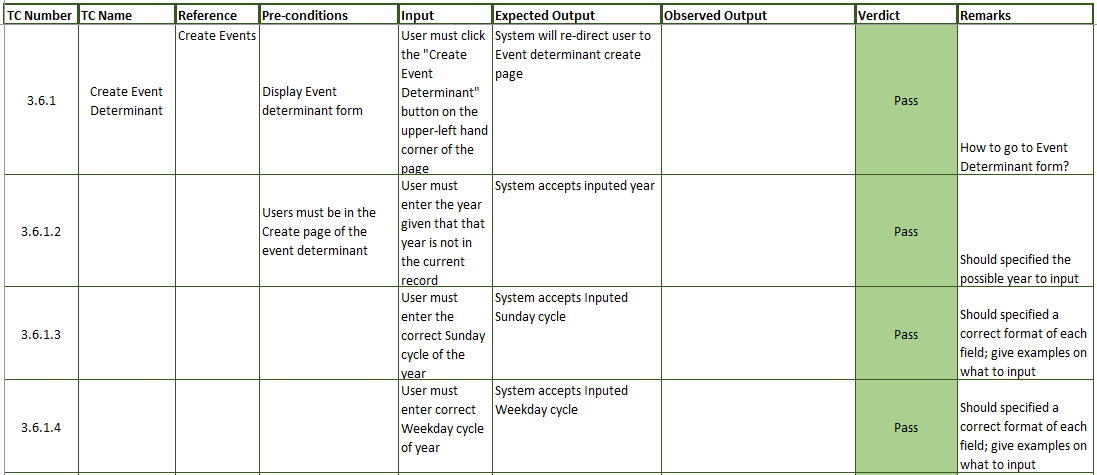 TC Number TC Name Reference Pre-conditions Input Expected Output Observed Output Verdict Remarks
3.6.1
Create Event
Determinant
Create Events
Display Event
determinant form
User must click
the "Create
Event
Determinant"
button on the
upper-left hand
corner of the
page
System will re-direct user to
Event determinant create
page
Pass
How to go to Event
Determinant form?
3.6.1.2
Users must be in the
Create page of the
event determinant
User must
enter the year
given that that
year is not in
the current
record
System accepts inputed year
Pass
Should specified the
possible year to input
3.6.1.3
User must
enter the
correct Sunday
cycle of the
year
System accepts Inputed
Sunday cycle
Pass
Should specified a
correct format of each
field; give examples on
what to input
3.6.1.4
User must
enter correct
Weekday cycle
of year
System accepts Inputed
Weekday cycle
Pass
Should specified a
correct format of each
field; give examples on
what to input